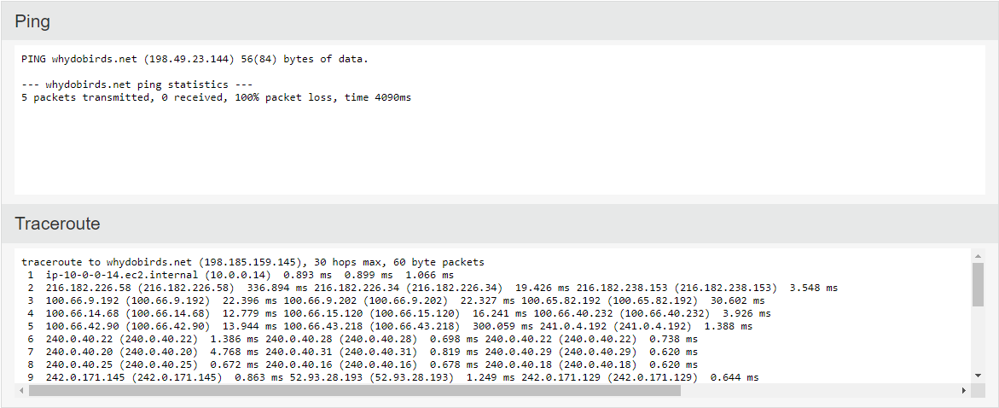 Ping
PING whydobirds.net (198.49.23.144) 56(84) bytes of data.
--- whydobirds.net ping statistics ---
5 packets transmitted, 0 received, 100% packet loss, time 4090ms
Traceroute
traceroute to whydobirds.net (198.185.159.145), 30 hops max, 60 byte packets
1 ip-10-0-0-14.ec2.internal (10.0.0.14) 0.893 ms 0.899 ms 1.066 ms
2 216.182.226.58 (216.182.226.58) 336.894 ms 216.182.226.34 (216.182.226.34) 19.426 ms 216.182.238.153 (216.182.238.153) 3.548 ms
3 100.66.9.192 (100.66.9.192) 22.396 ms 100.66.9.202 (100.66.9.202) 22.327 ms 100.65.82.192 (100.65.82.192) 30.602 ms
4 100.66.14.68 (100.66.14.68) 12.779 ms 100.66.15.120 (100.66.15.120) 16.241 ms 100.66.40.232 (100.66.40.232) 3.926 ms
5 100.66.42.90 (100.66.42.90) 13.944 ms 100.66.43.218 (100.66.43.218) 300.059 ms 241.0.4.192 (241.0.4.192) 1.388 ms
6 240.0.40.22 (240.0.40.22) 1.386 ms 240.0.40.28 (240.0.40.28) 0.698 ms 240.0.40.22 (240.0.40.22) 0.738 ms
7 240.0.40.20 (240.0.40.20) 4.768 ms 240.0.40.31 (240.0.40.31) 0.819 ms 240.0.40.29 (240.0.40.29) 0.620 ms
8 240.0.40.25 (240.0.40.25) 0.672 ms 240.0.40.16 (240.0.40.16) 0.678 ms 240.0.40.18 (240.0.40.18) 0.620 ms
9 242.0.171.145 (242.0.171.145) 0.863 ms 52.93.28.193 (52.93.28.193) 1.249 ms 242.0.171.129 (242.0.171.129) 0.644 ms